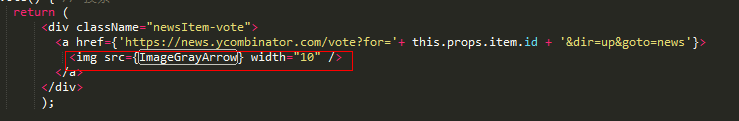 return (
<div className="newsItem-vote">
<a href={'https://news.ycombinator.com/vote?for='+ this.props.item.id + '&dir=up&goto=news'}>
<img src={ImageGrayArrow} width="10" />
</a>
</div>
);